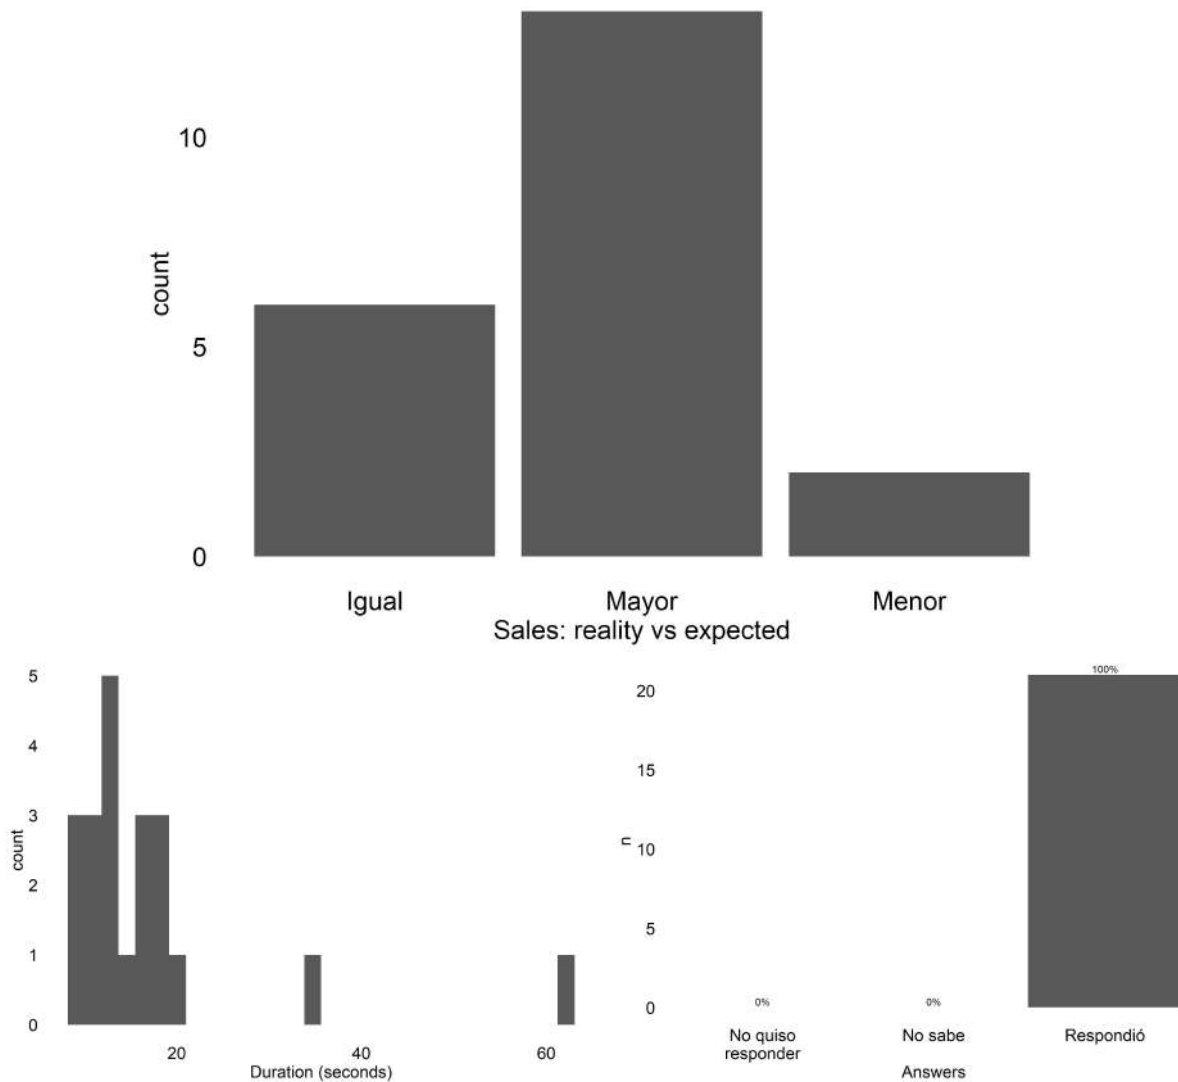 10
5
0
count
Igual Mayor Menor
Sales: reality vs expected
5
4
3
2
1
0
count
20 40 60
Duration (seconds)
100%
20
15
10
5
0
n
0% 0%
No quiso responder No sabe Respondió
Answers